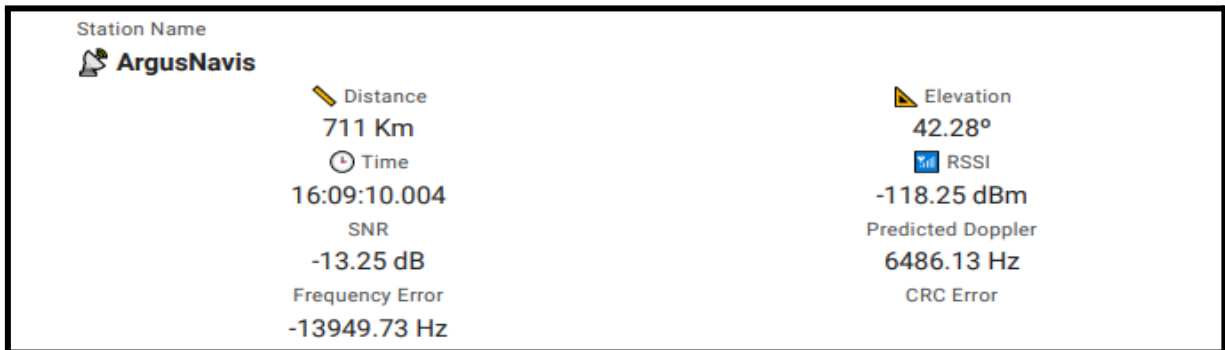 Station Name
ArgusNavis
Distance
Elevation
711 Km
42.28º
Time
RSSI
16:09:10.004
-118.25 dBm
SNR
Predicted Doppler
-13.25 dB
6486.13 Hz
Frequency Error
CRC Error
-13949.73 Hz